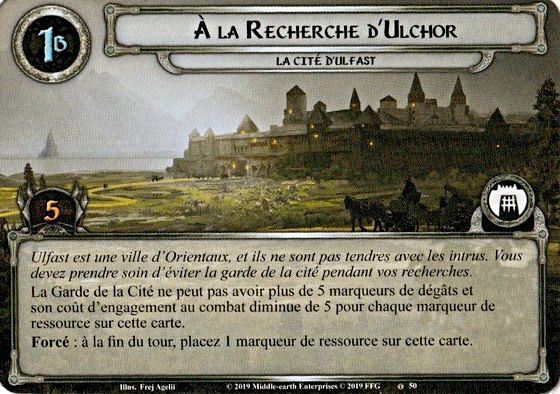 1B
À la Recherche d'Ulchor
La Cité d'Ulfast
5
Ulfast est une ville d'Orientaux, et ils ne sont pas tendres avec les intrus. Vous
devez prendre soin d'éviter la garde de la cité pendant vos recherches.
La Garde de la Cité ne peut pas avoir plus de 5 marqueurs de dégâts et
son coût d'engagement au combat diminue de 5 pour chaque marqueur de
ressource sur cette carte.
Forcé : à la fin du tour, placez 1 marqueur de ressource sur cette carte.
Illus. Frej Agelii © 2019 Middle-earth Enterprises © 2019 FFG 50